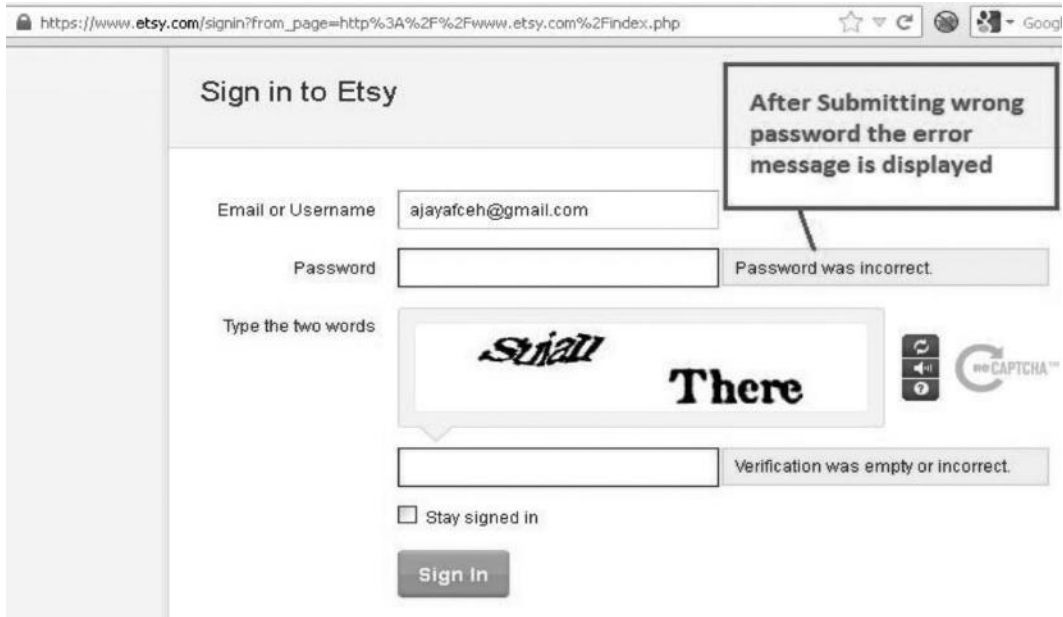 https://www.etsy.com/signin?from_page=http%3A%2F%2Fwww.etsy.com%2Findex.php
Googl
Sign in to Etsy
After Submitting wrong
password the error
message is displayed
Email or Username
ajayafceh@gmail.com
Password
Password was incorrect.
Type the two words
There
reCAPTCHA™
Verification was empty or incorrect.
Stay signed in
Sign In